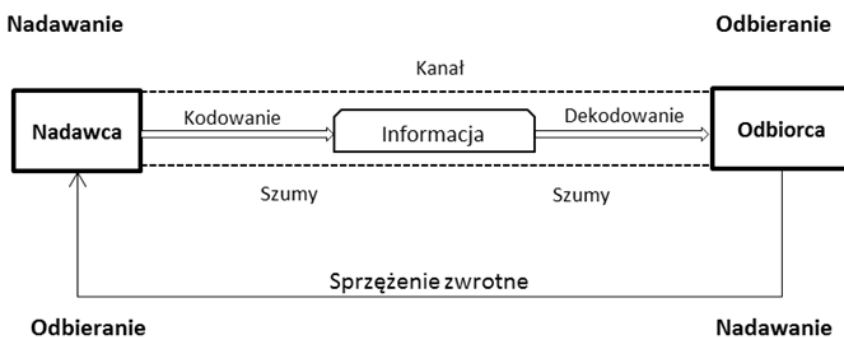 Nadawanie
Odbieranie
Kanał
Nadawca
Kodowanie
Informacja
Dekodowanie
Odbiorca
Szumy
Szumy
Sprzężenie zwrotne
Odbieranie
Nadawanie